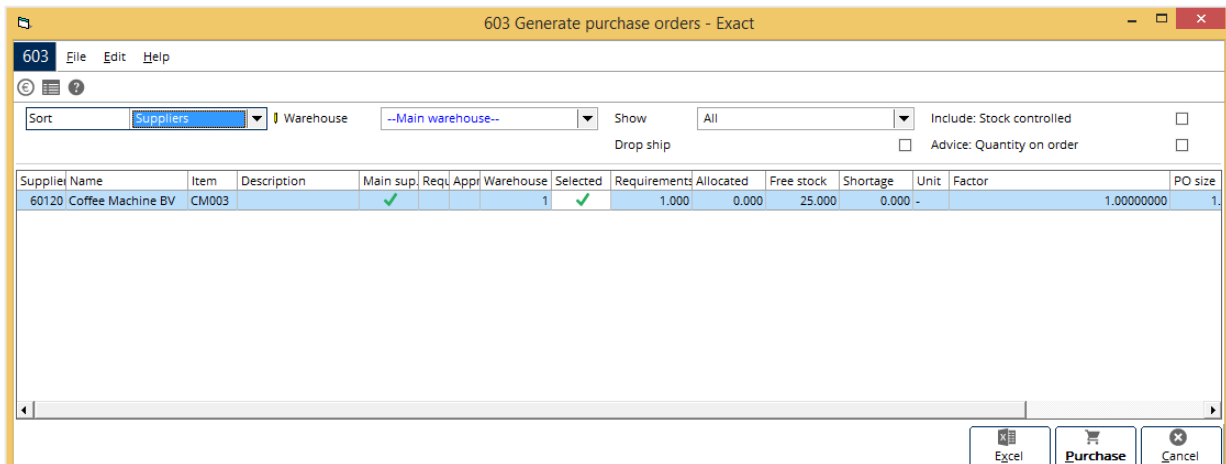 603 Generate purchase orders - Exact
603 File Edit Help
Sort Suppliers Warehouse --Main warehouse-- Show All Include: Stock controlled
Drop ship Advice: Quantity on order
Supplier Name Item Description Main sup. Requ Appr Warehouse Selected Requirements Allocated Free stock Shortage Unit Factor PO size
60120 Coffee Machine BV CM003 1 1.000 0.000 25.000 0.000 - 1.00000000 1.
Excel Purchase Cancel